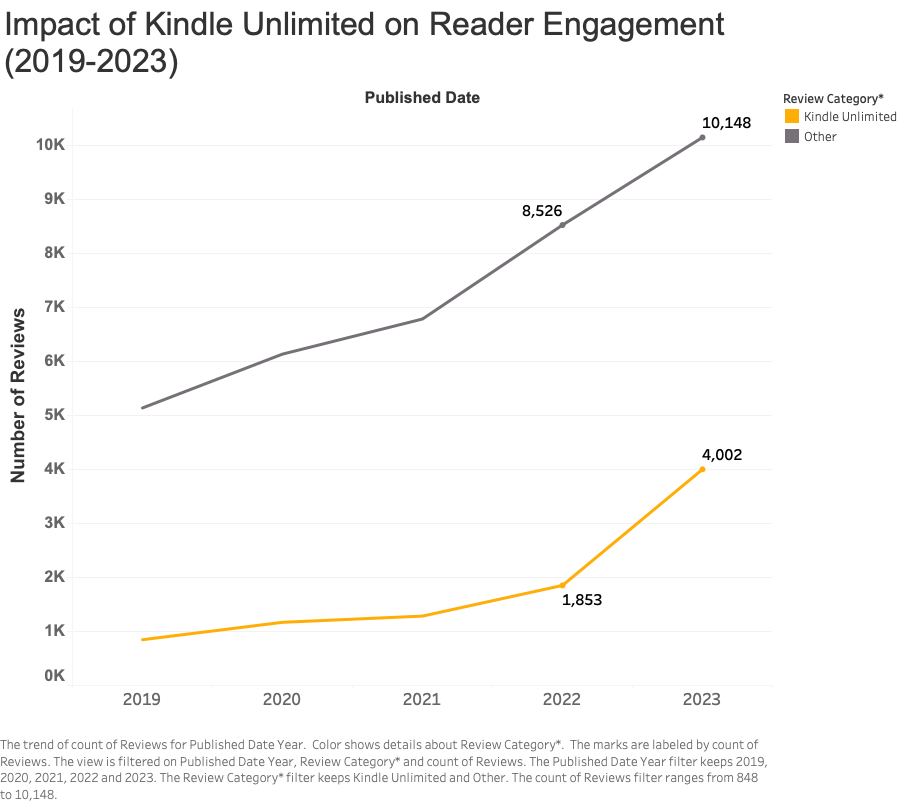 Impact of Kindle Unlimited on Reader Engagement
(2019-2023)
Published Date
Review Category*
Kindle Unlimited
Other
Number of Reviews
10K
9K
8K
7K
6K
5K
4K
3K
2K
1K
0K
10,148
8,526
4,002
1,853
2019
2020
2021
2022
2023
The trend of count of Reviews for Published Date Year.  Color shows details about Review Category*.  The marks are labeled by count of
Reviews. The view is filtered on Published Date Year, Review Category* and count of Reviews. The Published Date Year filter keeps 2019,
2020, 2021, 2022 and 2023. The Review Category* filter keeps Kindle Unlimited and Other. The count of Reviews filter ranges from 848
to 10,148.